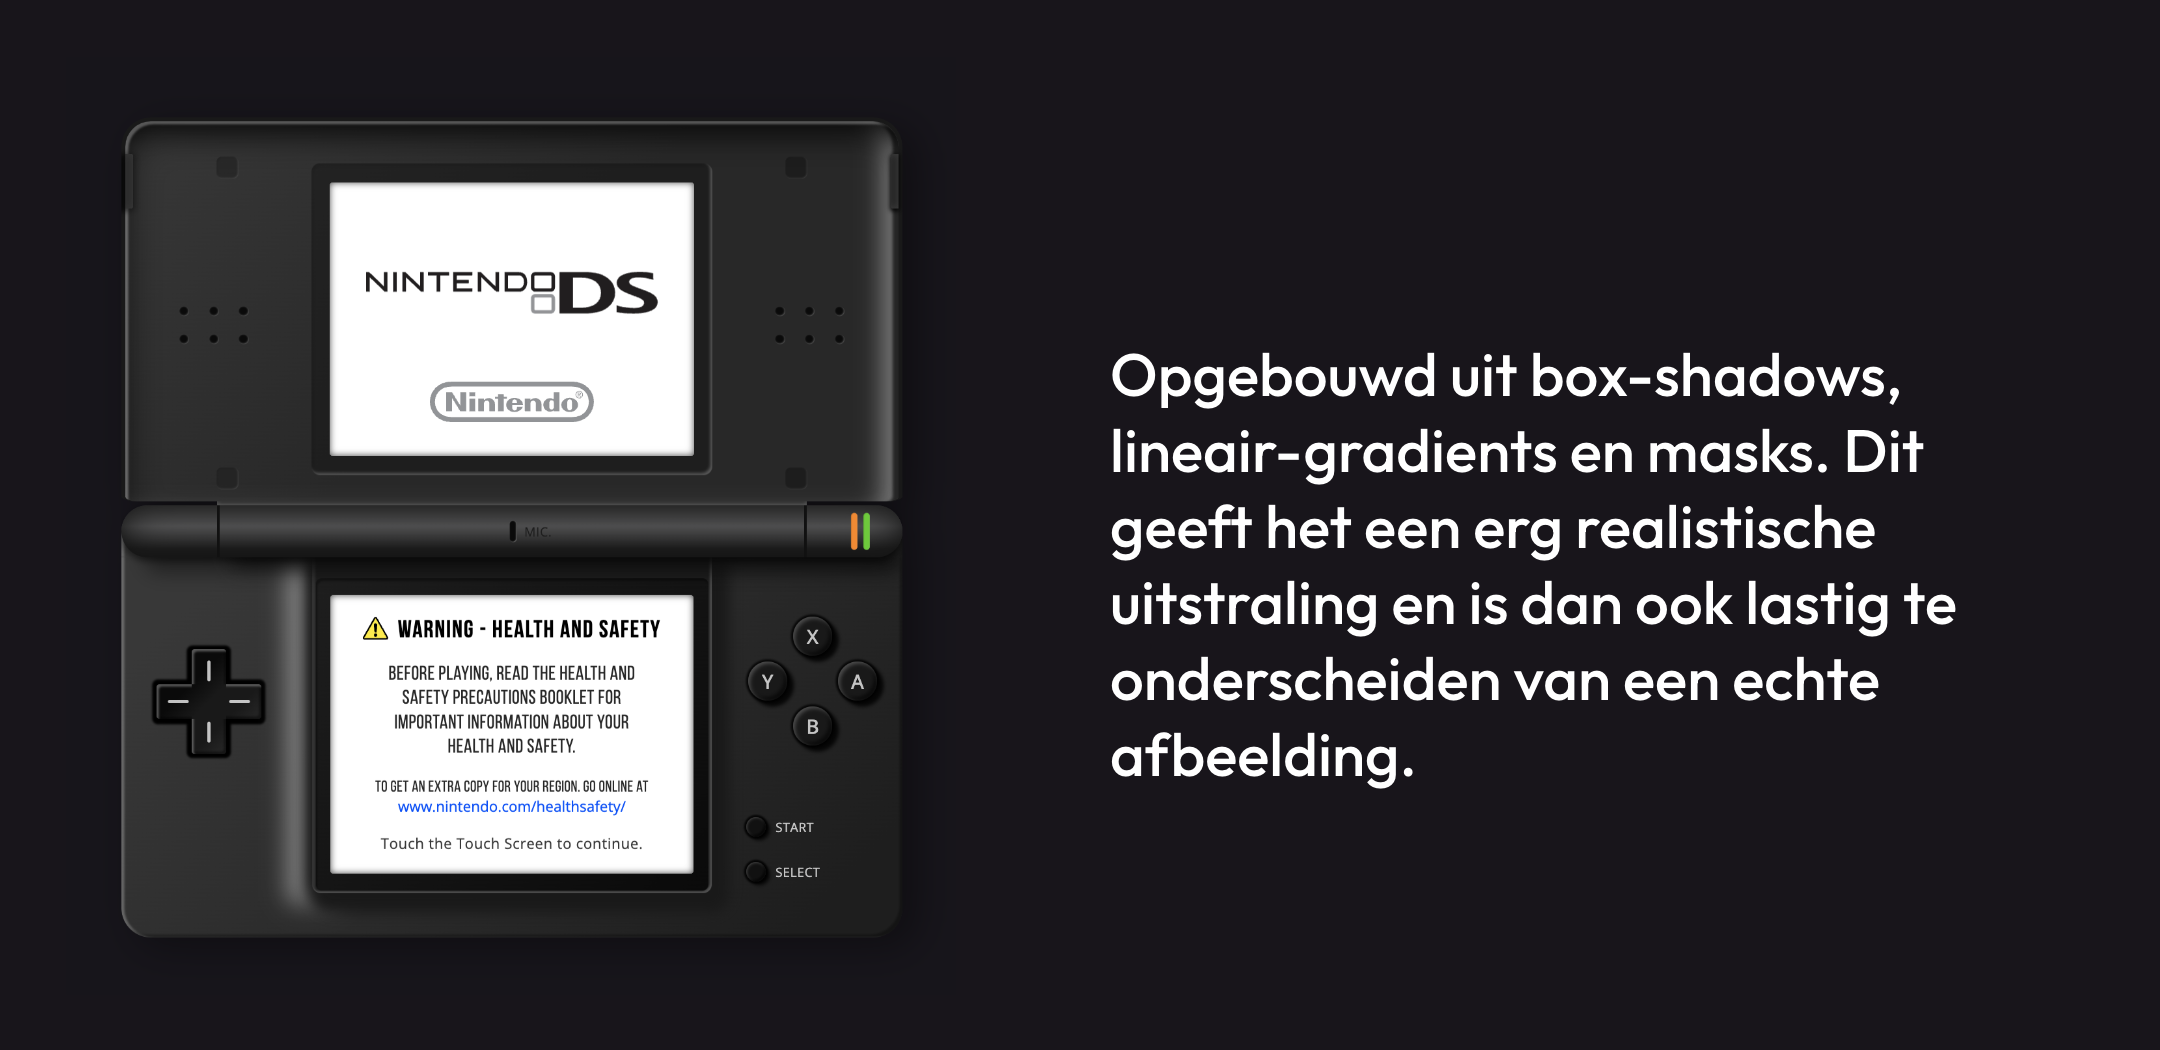 NINTENDO DS
Nintendo®
MIC.
WARNING - HEALTH AND SAFETY
BEFORE PLAYING, READ THE HEALTH AND
SAFETY PRECAUTIONS BOOKLET FOR
IMPORTANT INFORMATION ABOUT YOUR
HEALTH AND SAFETY.
TO GET AN EXTRA COPY FOR YOUR REGION. GO ONLINE AT
www.nintendo.com/healthsafety/
Touch the Touch Screen to continue.
X
Y
A
B
START
SELECT
Opgebouwd uit box-shadows,
lineair-gradients en masks. Dit
geeft het een erg realistische
uitstraling en is dan ook lastig te
onderscheiden van een echte
afbeelding.